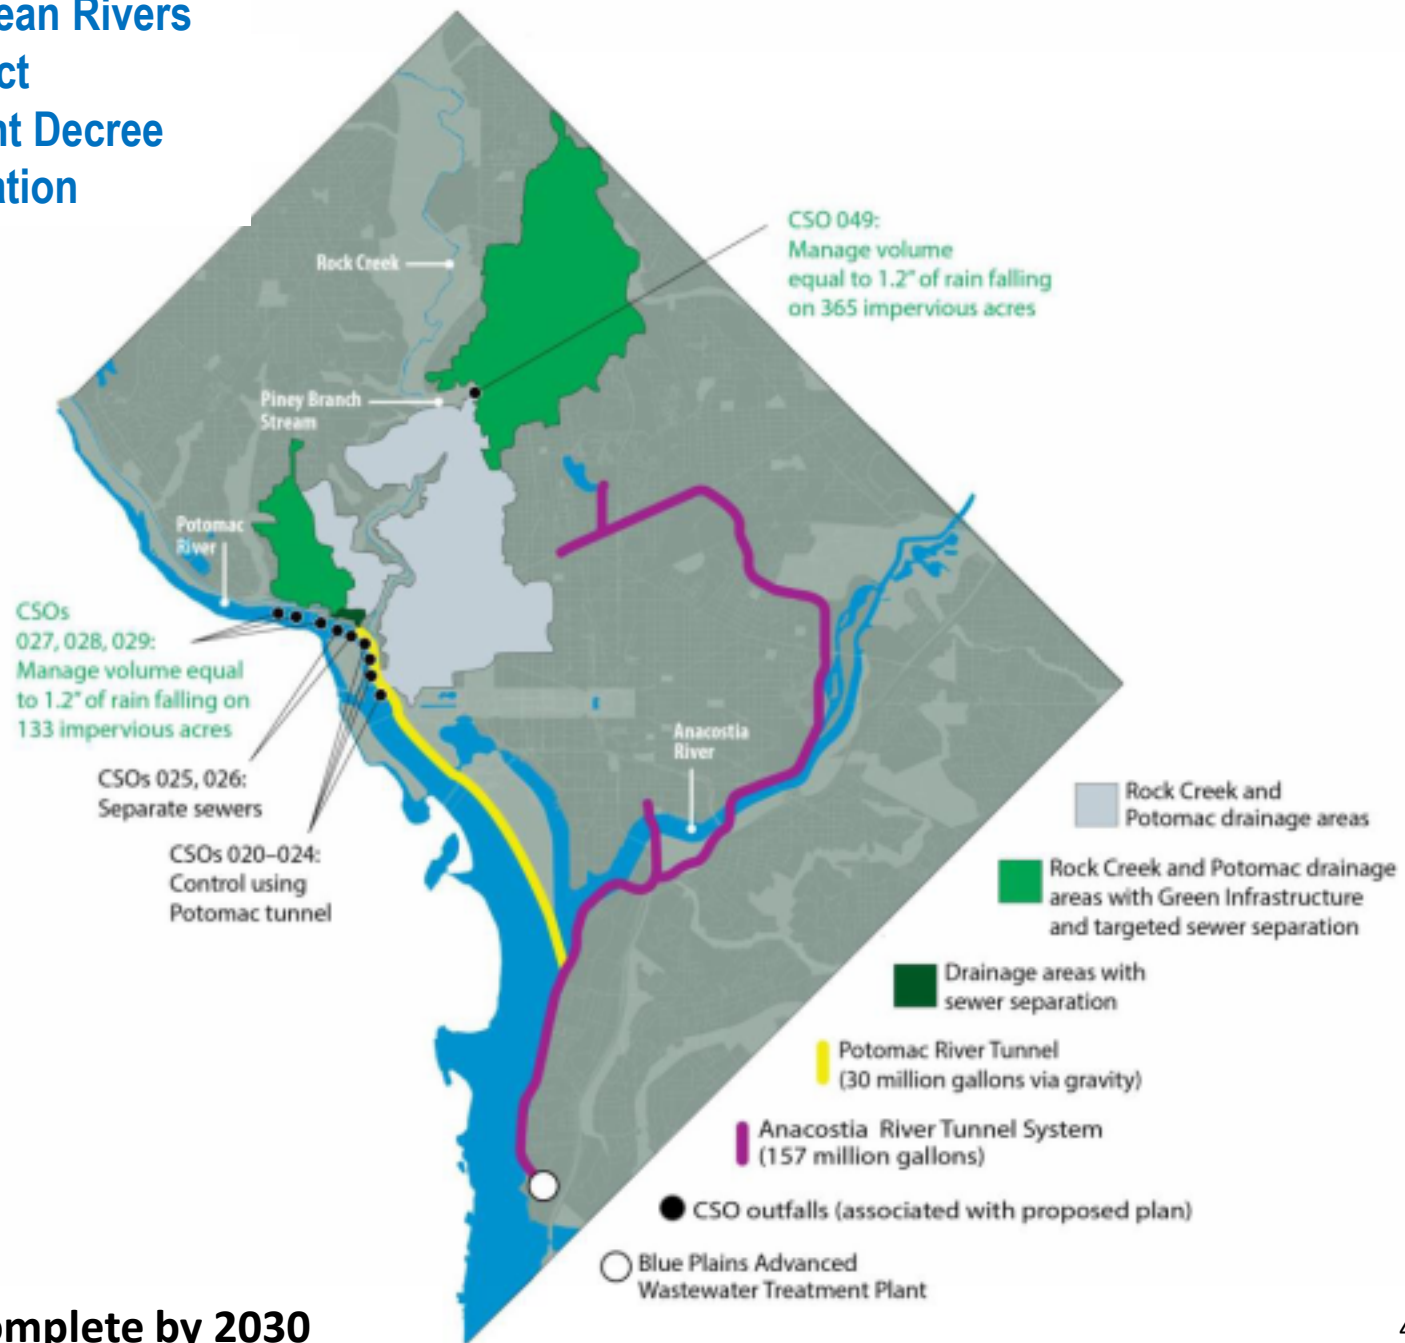 ean Rivers
ct
nt Decree
ation
CSO 049:
Manage volume
equal to 1.2" of rain falling
on 365 impervious acres
Rock Creek
Piney Branch
Stream
Potomac
River
CSOs
027, 028, 029:
Manage volume equal
to 1.2" of rain falling on
133 impervious acres
CSOs 025, 026:
Separate sewers
CSOs 020–024:
Control using
Potomac tunnel
Anacostia
River
Rock Creek and
Potomac drainage areas
Rock Creek and Potomac drainage
areas with Green Infrastructure
and targeted sewer separation
Drainage areas with
sewer separation
Potomac River Tunnel
(30 million gallons via gravity)
Anacostia River Tunnel System
(157 million gallons)
CSO outfalls (associated with proposed plan)
Blue Plains Advanced
Wastewater Treatment Plant
omplete by 2030
4